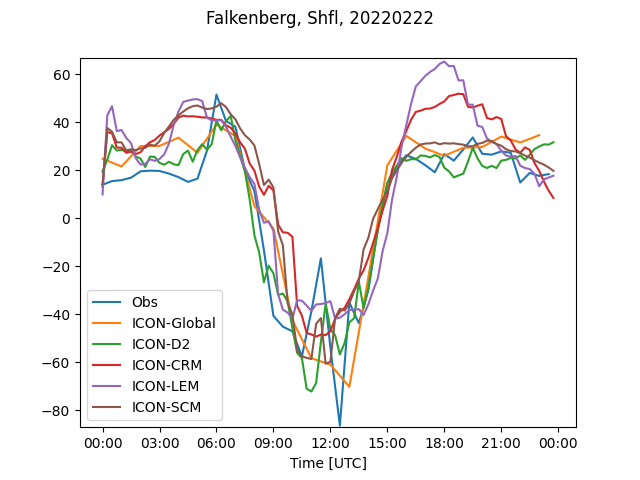 Falkenberg, Shfl, 20220222
60
40
20
0
−20
−40
−60
−80
Obs
ICON-Global
ICON-D2
ICON-CRM
ICON-LEM
ICON-SCM
00:00 03:00 06:00 09:00 12:00 15:00 18:00 21:00 00:00
Time [UTC]